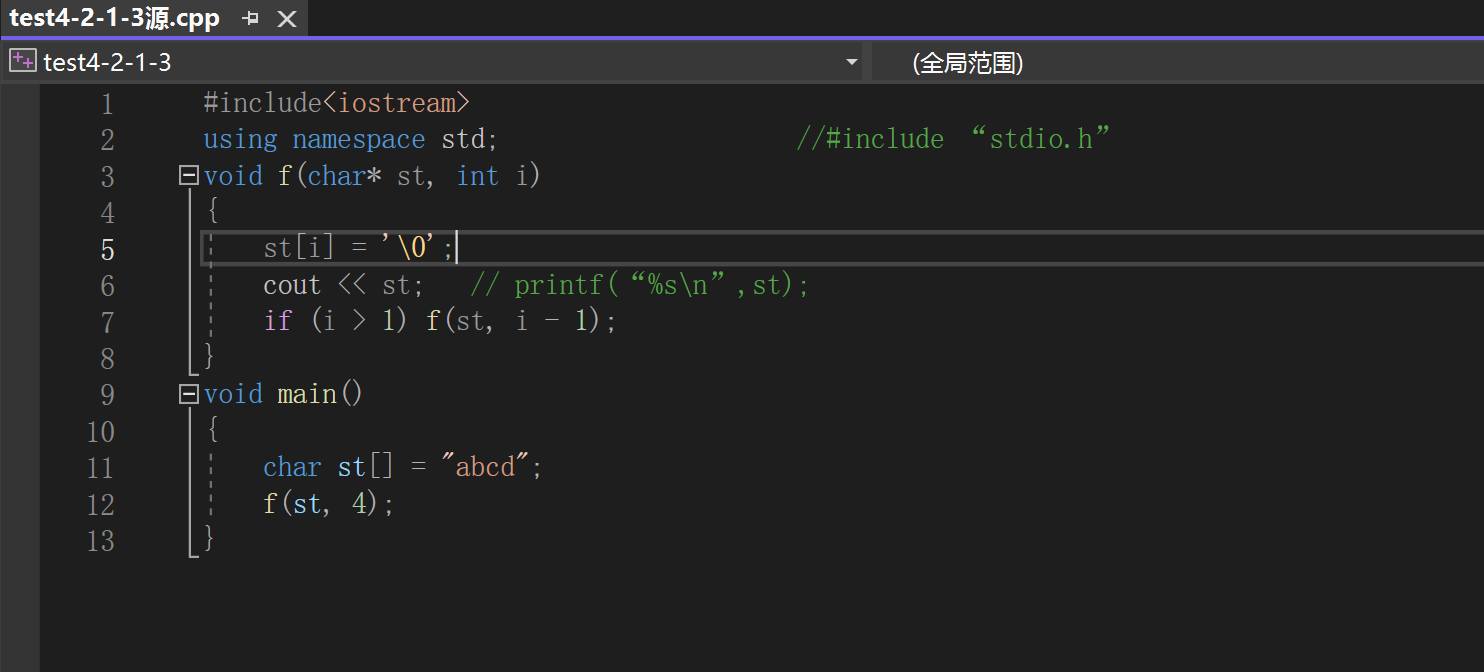 test4-2-1-3源.cpp
test4-2-1-3 (全局范围)
1 #include<iostream>
2 using namespace std; //#include “stdio.h”
3 void f(char* st, int i)
4 {
5 st[i] = '\0';
6 cout << st; // printf(“%s\n”,st);
7 if (i > 1) f(st, i - 1);
8 }
9 void main()
10 {
11 char st[] = "abcd";
12 f(st, 4);
13 }